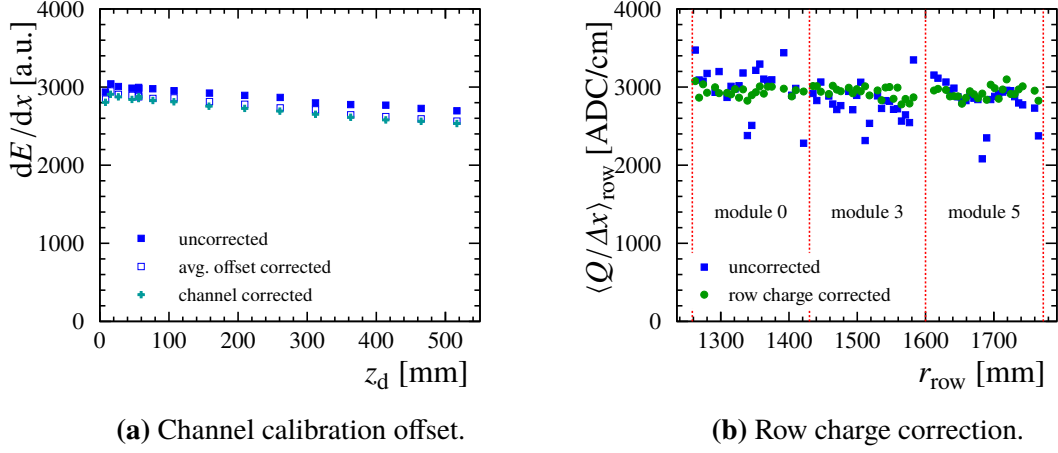 4000
3000
2000
1000
0
dE/dx [a.u.]
uncorrected
avg. offset corrected
channel corrected
0 100 200 300 400 500
z_d [mm]
(a) Channel calibration offset.
4000
3000
2000
1000
0
⟨Q/Δx⟩_row [ADC/cm]
module 0 module 3 module 5
uncorrected
row charge corrected
1300 1400 1500 1600 1700
r_row [mm]
(b) Row charge correction.